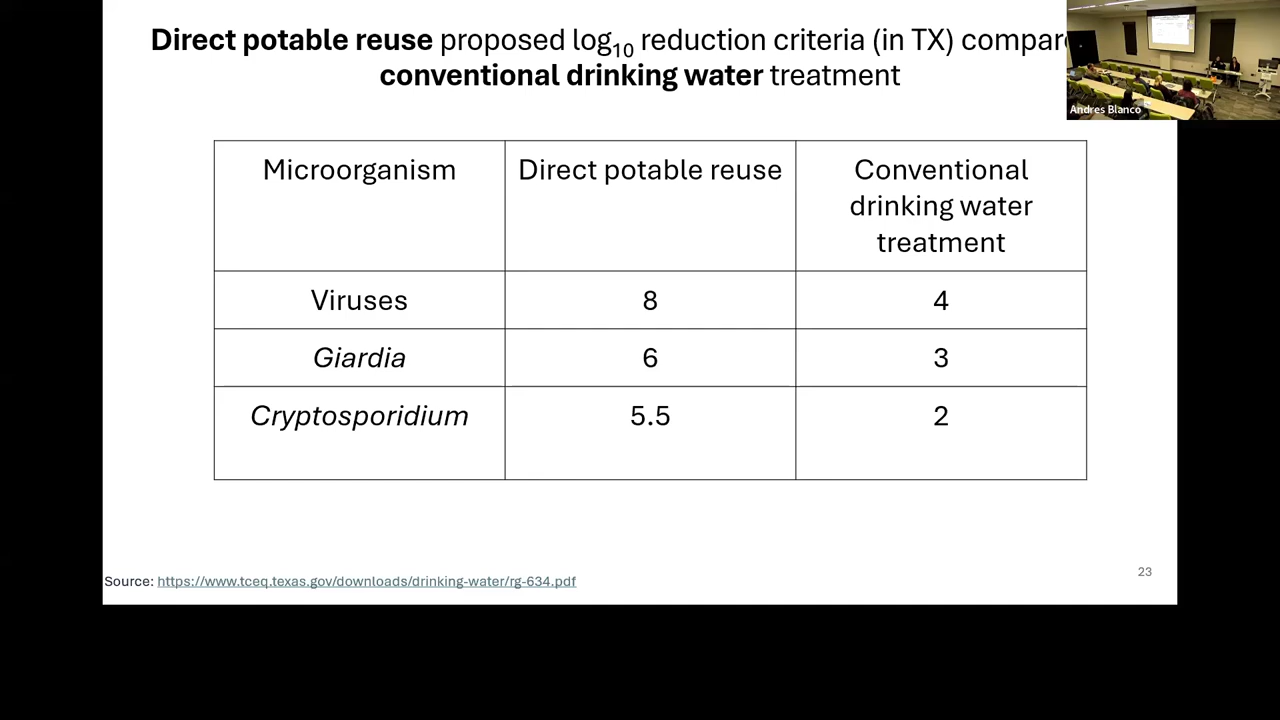 Direct potable reuse proposed log10 reduction criteria (in TX) compar
conventional drinking water treatment
Andres Blanco
Microorganism
Direct potable reuse
Conventional
drinking water
treatment
Viruses
8
4
Giardia
6
3
Cryptosporidium
5.5
2
Source: https://www.tceq.texas.gov/downloads/drinking-water/rg-634.pdf
23